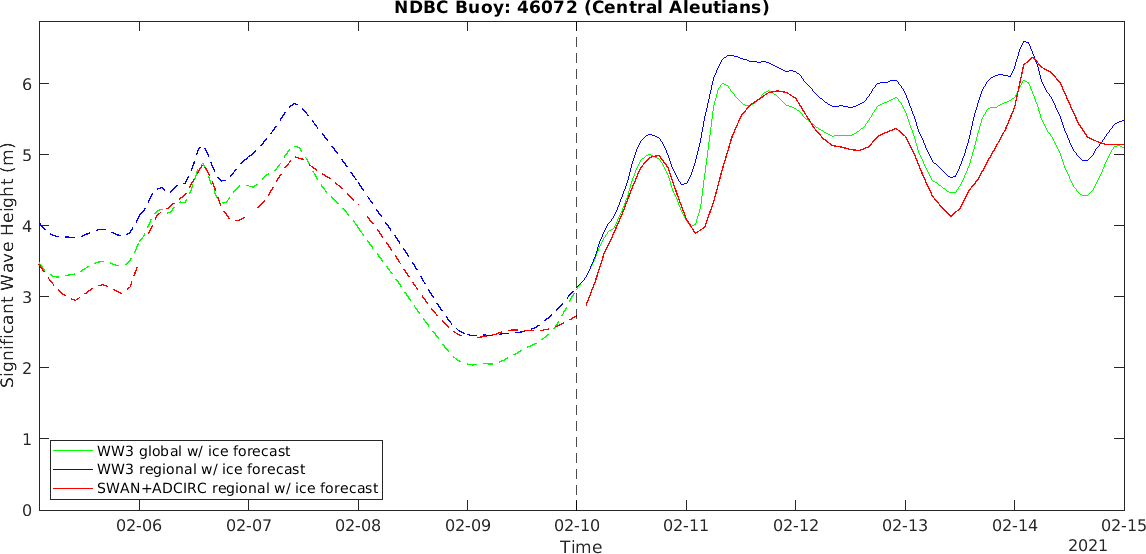 NDBC Buoy: 46072 (Central Aleutians)
Significant Wave Height (m)
6
5
4
3
2
1
0
WW3 global w/ ice forecast
WW3 regional w/ ice forecast
SWAN+ADCIRC regional w/ ice forecast
02-06 02-07 02-08 02-09 02-10 02-11 02-12 02-13 02-14 02-15
Time
2021